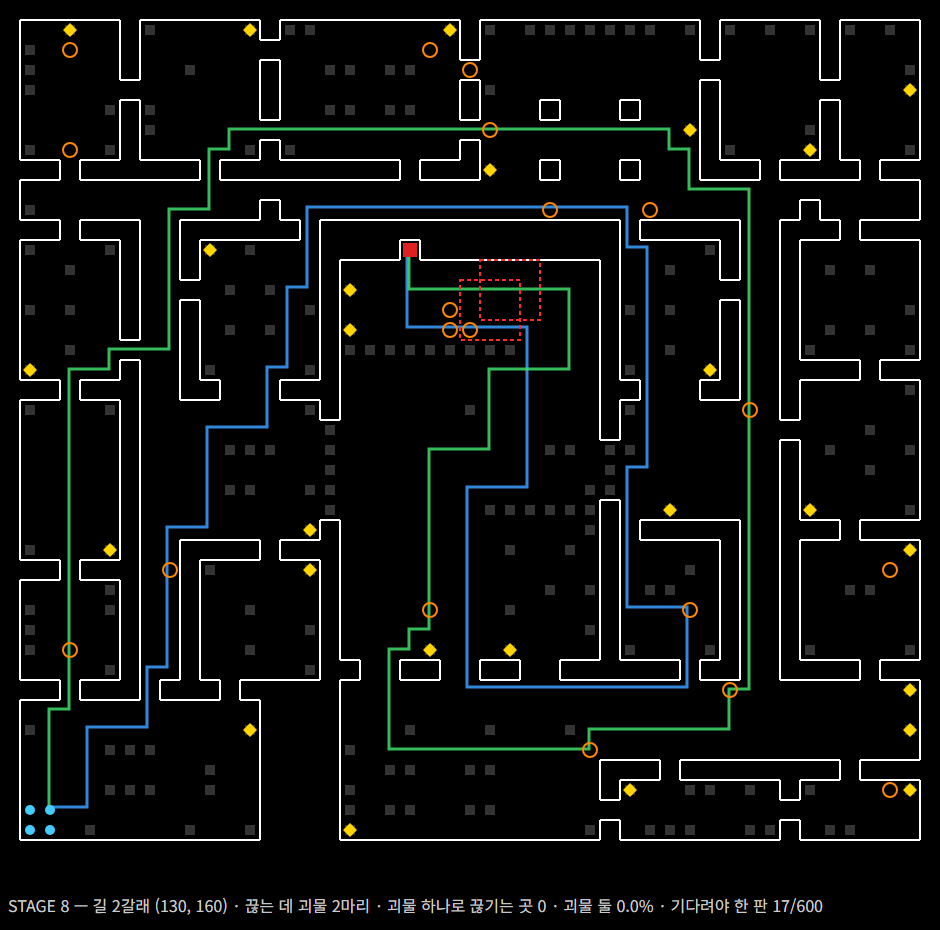 STAGE 8 — 길 2갈래 (130, 160) · 끊는 데 괴물 2마리 · 괴물 하나로 끊기는 곳 0 · 괴물 둘 0.0% · 기다려야 한 판 17/600